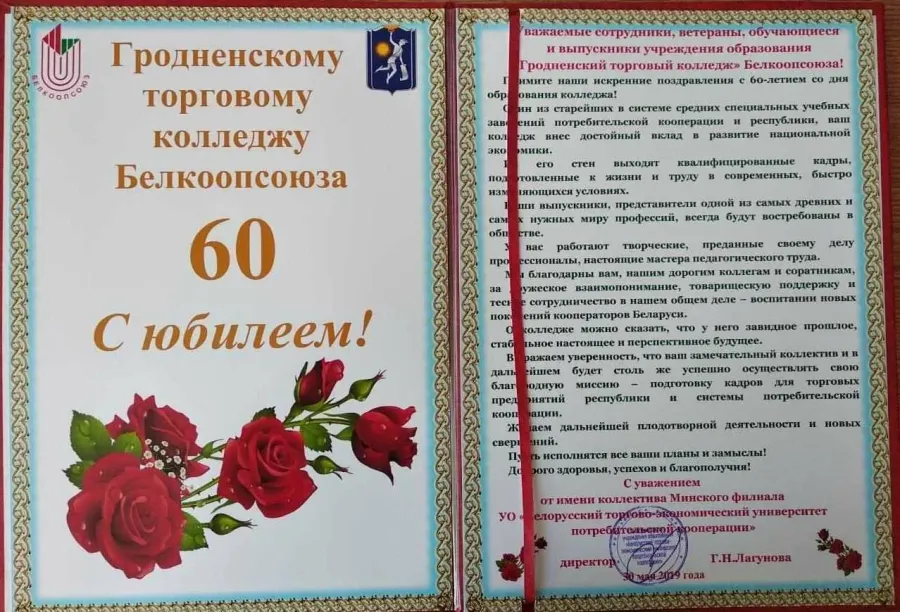 БЕЛКООПСОЮЗ
Гродненскому
торговому
колледжу
Белкоопсоюза
60
С юбилеем!
Уважаемые сотрудники, ветераны, обучающиеся
и выпускники учреждения образования
«Гродненский торговый колледж» Белкоопсоюза!
Примите наши искренние поздравления с 60-летием со дня
образования колледжа!
Один из старейших в системе средних специальных учебных
заведений потребительской кооперации и республики, ваш
колледж внес достойный вклад в развитие национальной
экономики.
Из его стен выходят квалифицированные кадры,
подготовленные к жизни и труду в современных, быстро
изменяющихся условиях.
Ваши выпускники, представители одной из самых древних и
самых нужных миру профессий, всегда будут востребованы в
обществе.
У вас работают творческие, преданные своему делу
профессионалы, настоящие мастера педагогического труда.
Мы благодарны вам, нашим дорогим коллегам и соратникам,
за дружеское взаимопонимание, товарищескую поддержку и
тесное сотрудничество в нашем общем деле – воспитании новых
поколений кооператоров Беларуси.
О колледже можно сказать, что у него завидное прошлое,
стабильное настоящее и перспективное будущее.
Выражаем уверенность, что ваш замечательный коллектив и в
дальнейшем будет столь же успешно осуществлять свою
благородную миссию – подготовку кадров для торговых
предприятий республики и системы потребительской
кооперации.
Желаем дальнейшей плодотворной деятельности и новых
свершений.
Пусть исполнятся все ваши планы и замыслы!
Доброго здоровья, успехов и благополучия!
С уважением
от имени коллектива Минского филиала
УО «Белорусский торгово-экономический университет
потребительской кооперации»
директор Г.Н.Лагунова
30 мая 2019 года